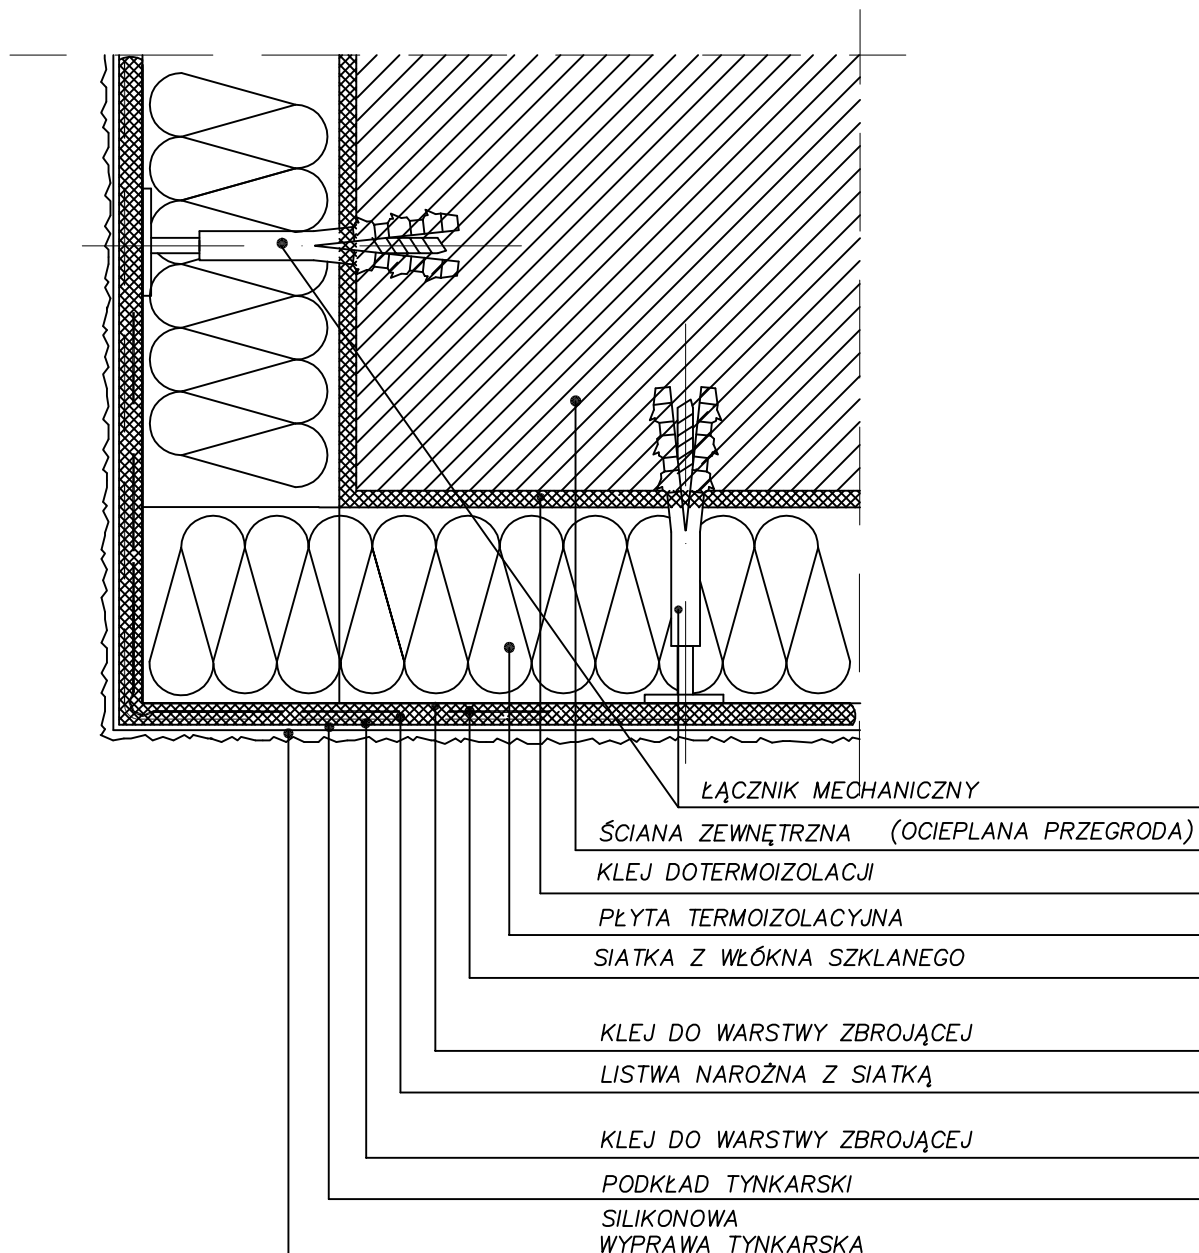 ŁĄCZNIK MECHANICZNY
ŚCIANA ZEWNĘTRZNA (OCIEPLANA PRZEGRODA)
KLEJ DOTERMOIZOLACJI
PŁYTA TERMOIZOLACYJNA
SIATKA Z WŁÓKNA SZKLANEGO
KLEJ DO WARSTWY ZBROJĄCEJ
LISTWA NAROŻNA Z SIATKĄ
KLEJ DO WARSTWY ZBROJĄCEJ
PODKŁAD TYNKARSKI
SILIKONOWA
WYPRAWA TYNKARSKA